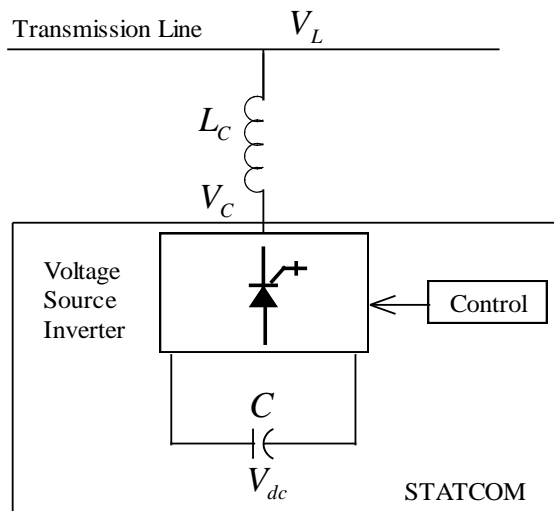 Transmission Line
V_L
L_C
V_C
Voltage
Source
Inverter
Control
C
V_dc
STATCOM